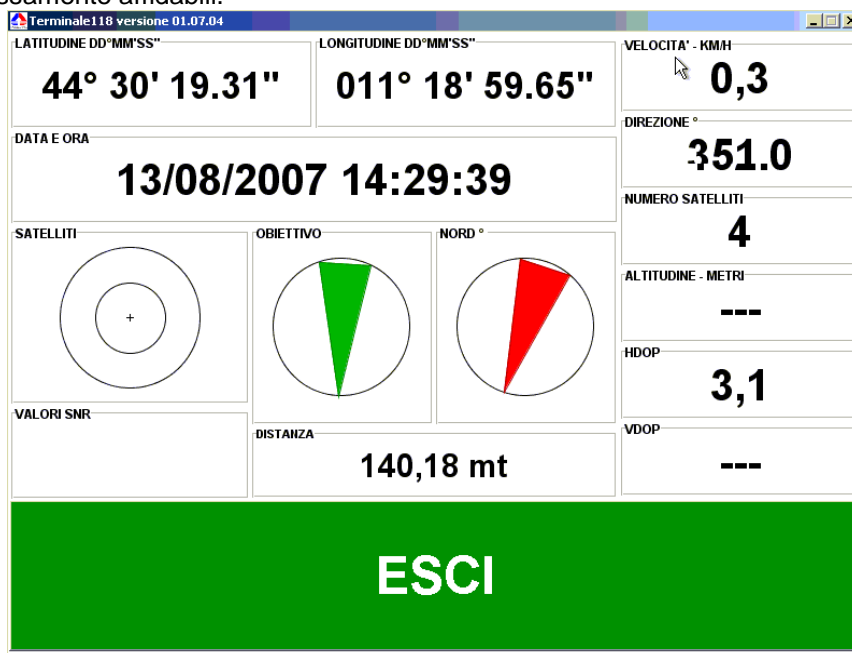 ssamento affidabili.
Terminale118 versione 01.07.04
LATITUDINE DD°MM'SS"
44° 30' 19.31"
LONGITUDINE DD°MM'SS"
011° 18' 59.65"
VELOCITA' - KM/H
0,3
DATA E ORA
13/08/2007 14:29:39
DIREZIONE °
351.0
NUMERO SATELLITI
4
SATELLITI
OBIETTIVO
NORD °
ALTITUDINE - METRI
---
HDOP
3,1
VALORI SNR
DISTANZA
140,18 mt
VDOP
---
ESCI